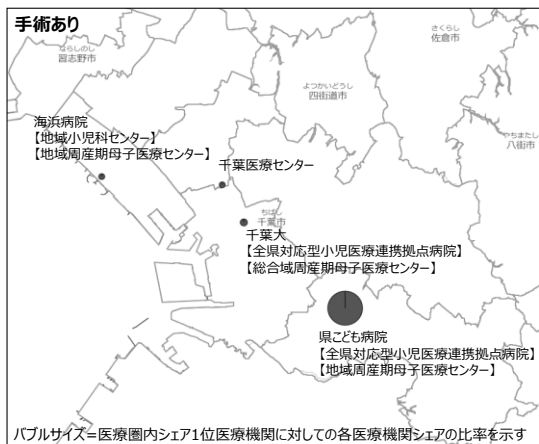 手術あり
さくらし
佐倉市
ならしのし
習志野市
よつかいどうし
四街道市
やちまたし
八街市
海浜病院
【地域小児科センター】
【地域周産期母子医療センター】
千葉医療センター
ちばし
千葉市
千葉大
【全県対応型小児医療連携拠点病院】
【総合域周産期母子医療センター】
県こども病院
【全県対応型小児医療連携拠点病院】
【地域周産期母子医療センター】
バブルサイズ=医療圏内シェア1位医療機関に対しての各医療機関シェアの比率を示す